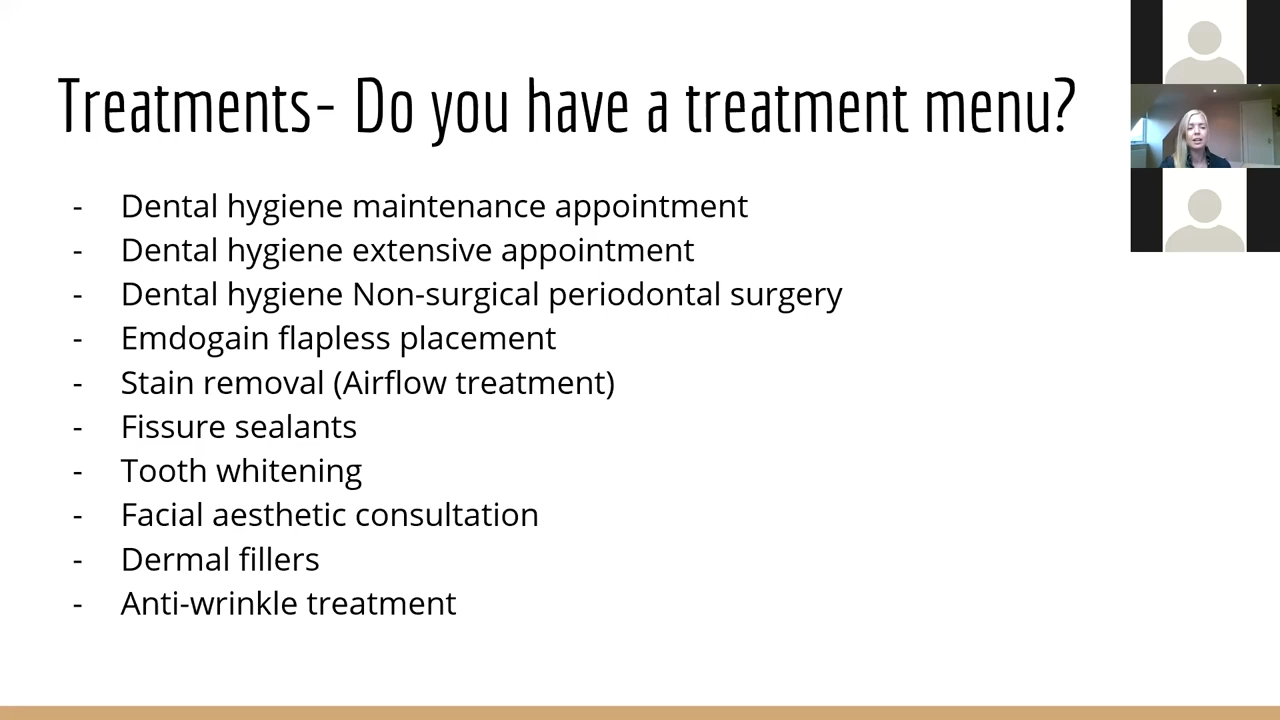 Treatments- Do you have a treatment menu?
- Dental hygiene maintenance appointment
- Dental hygiene extensive appointment
- Dental hygiene Non-surgical periodontal surgery
- Emdogain flapless placement
- Stain removal (Airflow treatment)
- Fissure sealants
- Tooth whitening
- Facial aesthetic consultation
- Dermal fillers
- Anti-wrinkle treatment